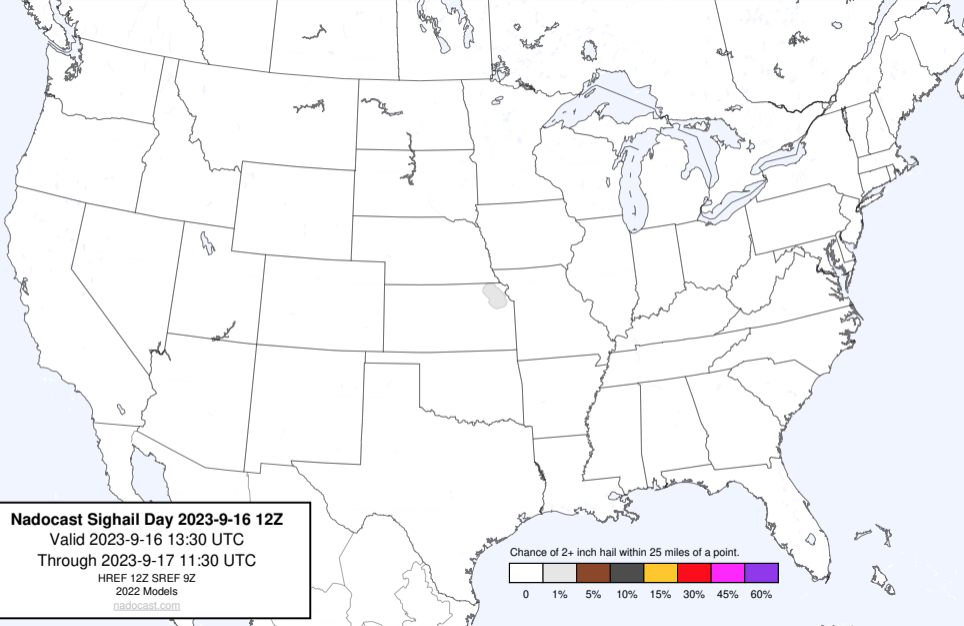 Nadocast Sighail Day 2023-9-16 12Z
Valid 2023-9-16 13:30 UTC
Through 2023-9-17 11:30 UTC
HREF 12Z SREF 9Z
2022 Models
nadocast.com
Chance of 2+ inch hail within 25 miles of a point.
0 1% 5% 10% 15% 30% 45% 60%